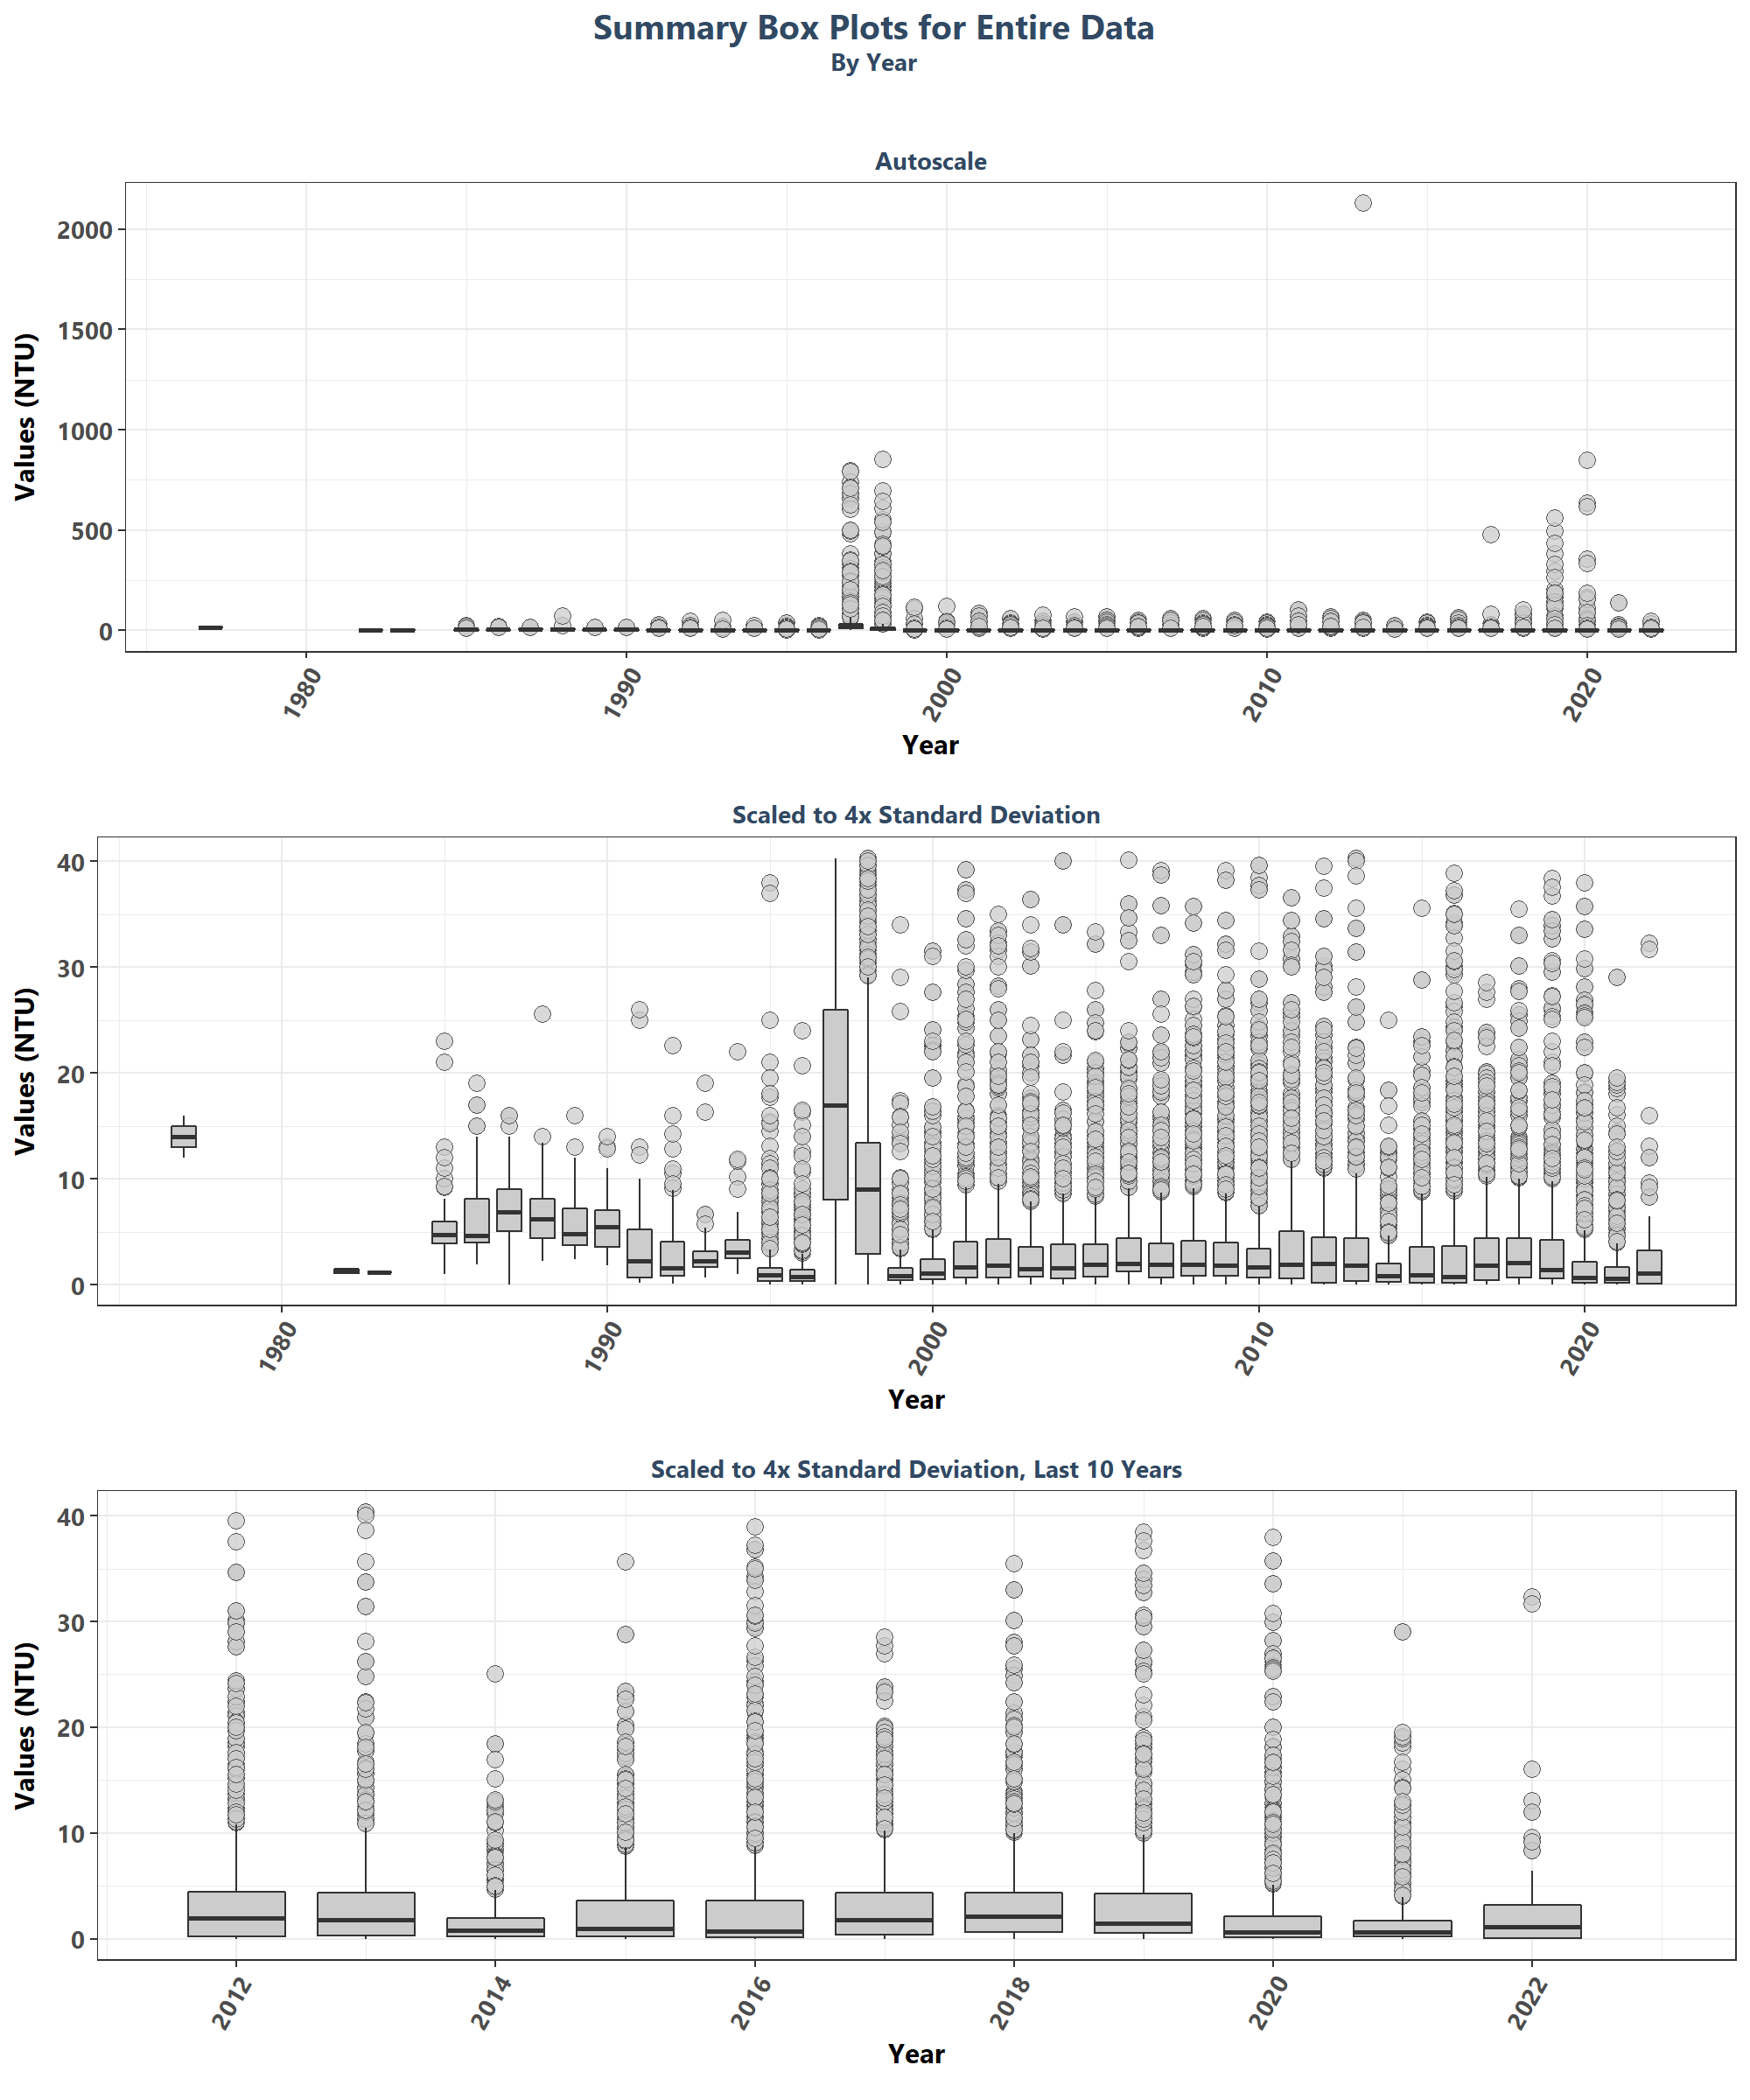 Summary Box Plots for Entire Data
By Year
Autoscale
Values (NTU)
2000
1500
1000
500
0
1980
1990
2000
2010
2020
Year
Scaled to 4x Standard Deviation
Values (NTU)
40
30
20
10
0
1980
1990
2000
2010
2020
Year
Scaled to 4x Standard Deviation, Last 10 Years
Values (NTU)
40
30
20
10
0
2012
2014
2016
2018
2020
2022
Year